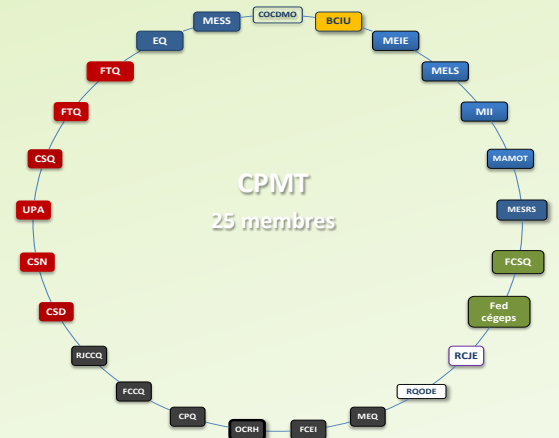 COCDMO
MESS
BCIU
EQ
MEIE
FTQ
MELS
FTQ
MII
CSQ
MAMOT
CPMT
25 membres
UPA
MESRS
CSN
FCSQ
CSD
Fed
cégeps
RJCCQ
RCJE
FCCQ
RQODE
CPQ
MEQ
OCRH
FCEI